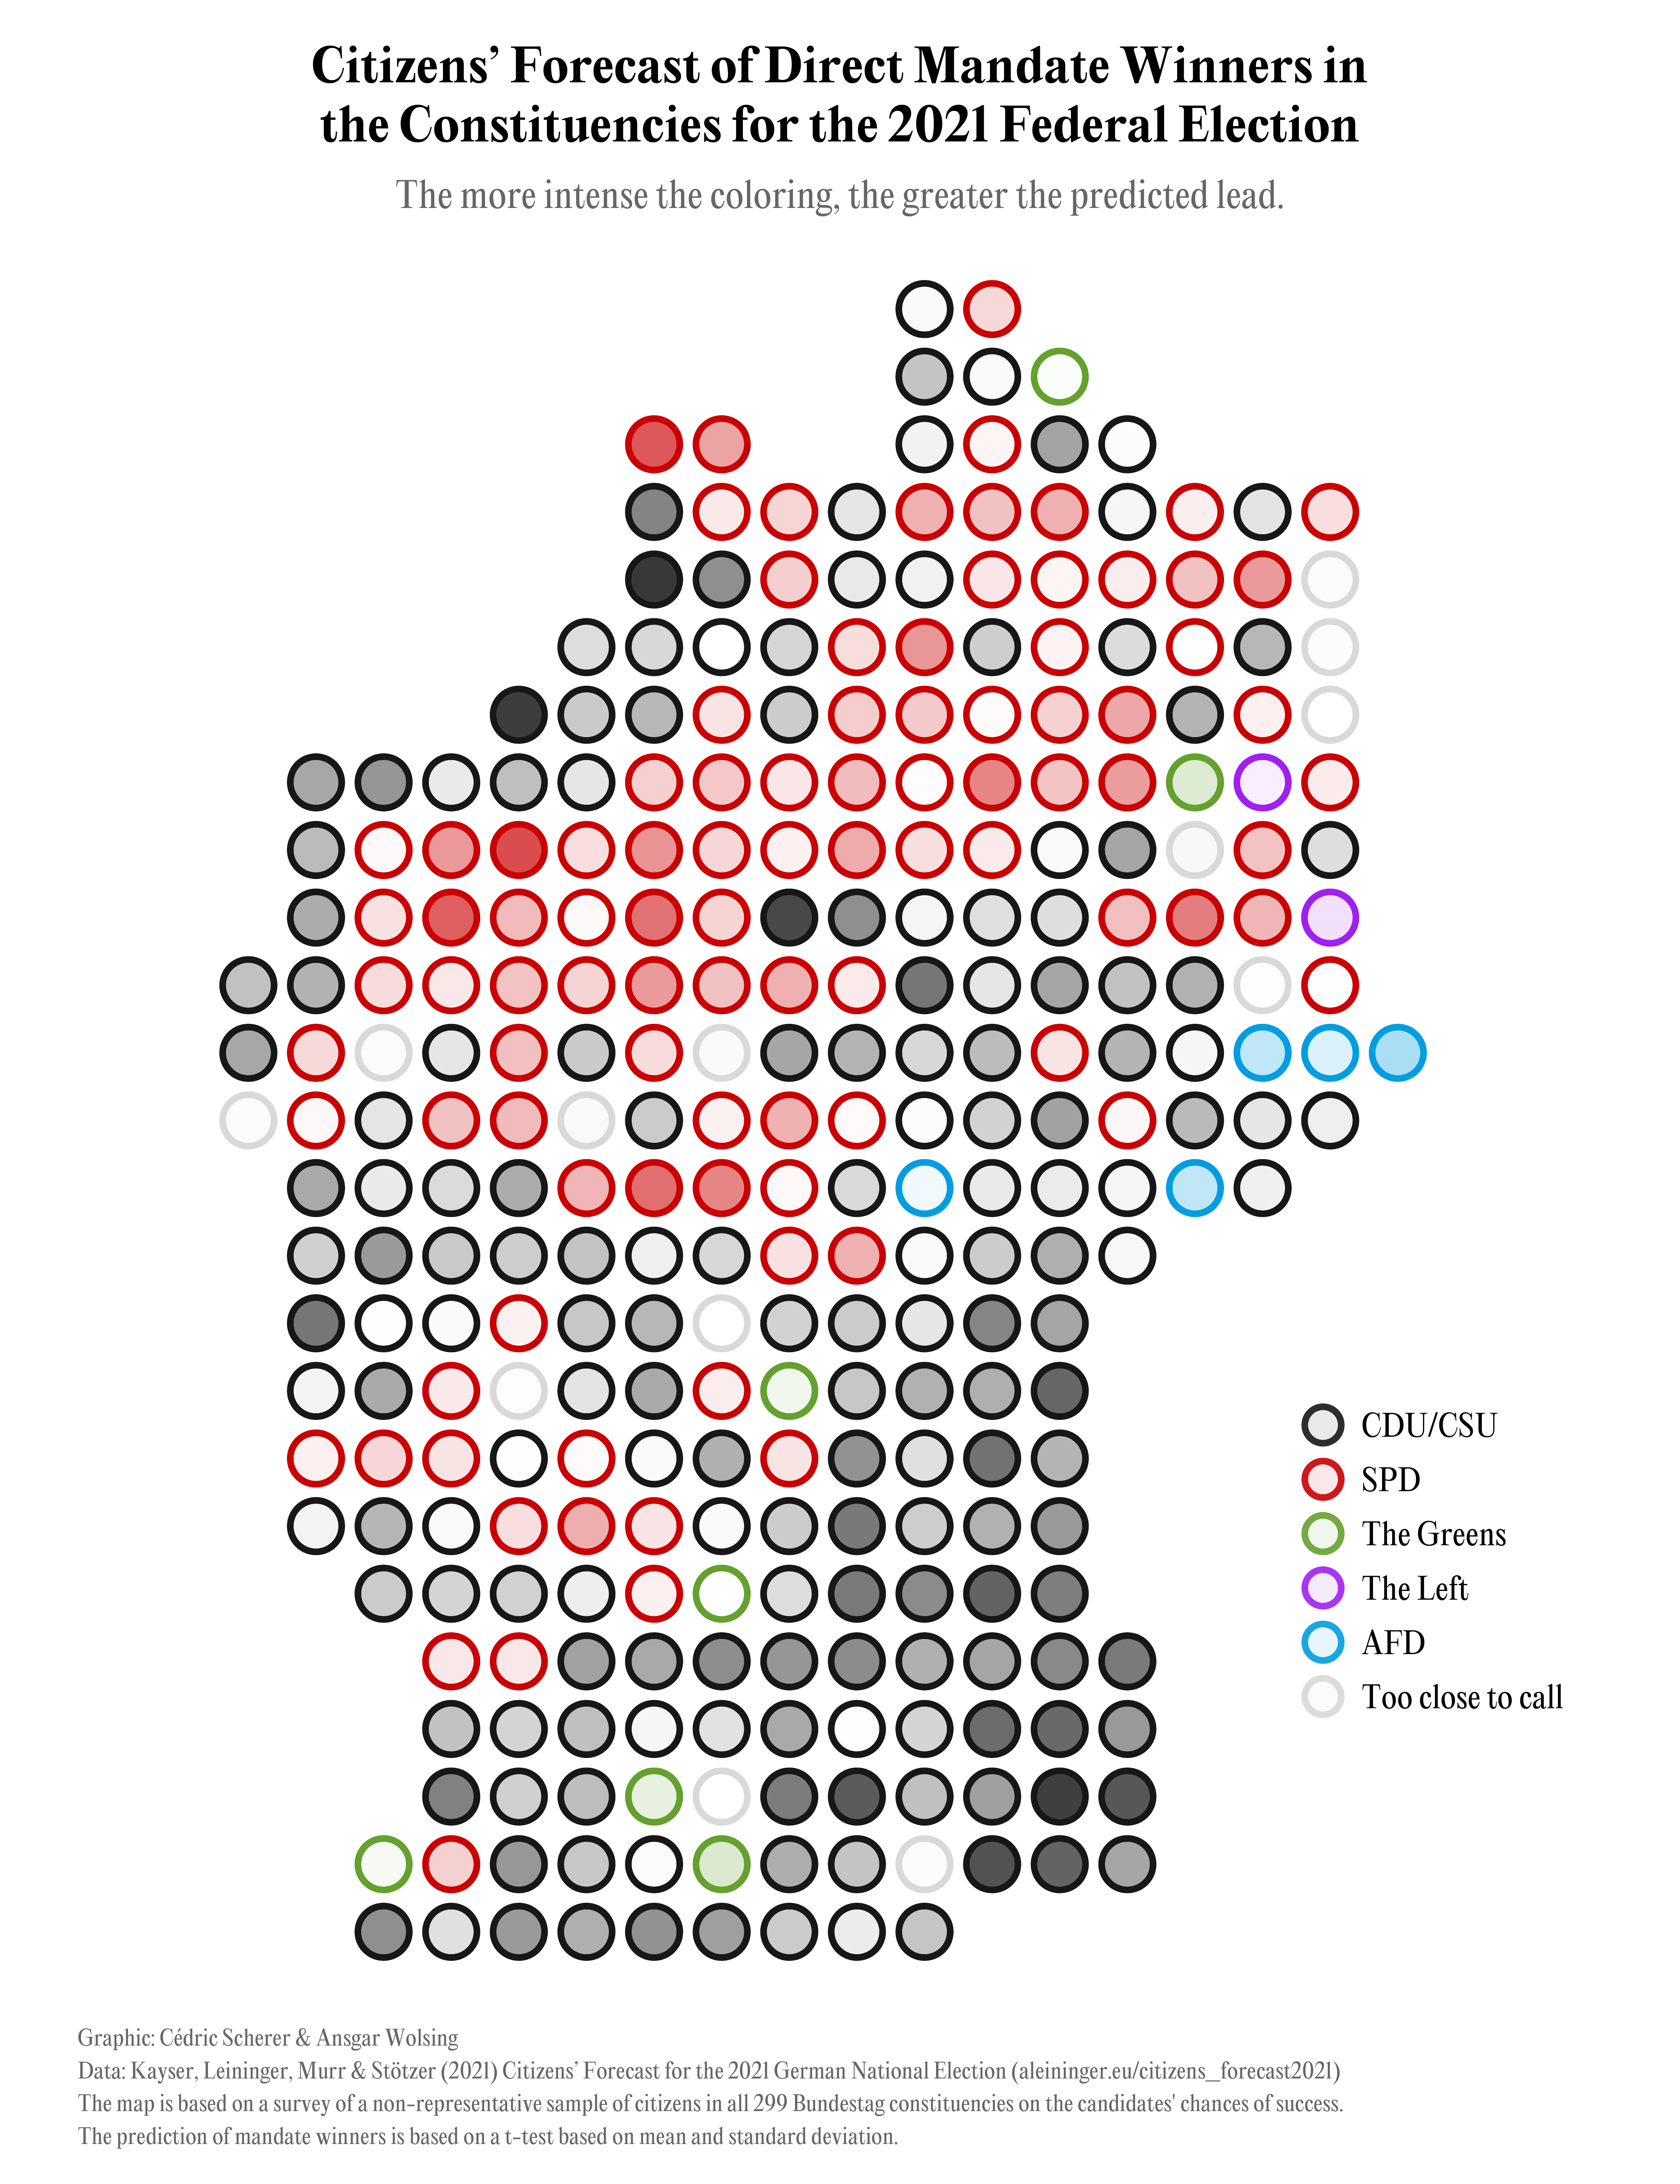 Citizens’ Forecast of Direct Mandate Winners in
the Constituencies for the 2021 Federal Election
The more intense the coloring, the greater the predicted lead.
CDU/CSU
SPD
The Greens
The Left
AFD
Too close to call
Graphic: Cédric Scherer & Ansgar Wolsing
Data: Kayser, Leininger, Murr & Stötzer (2021) Citizens’ Forecast for the 2021 German National Election (aleininger.eu/citizens_forecast2021)
The map is based on a survey of a non-representative sample of citizens in all 299 Bundestag constituencies on the candidates' chances of success.
The prediction of mandate winners is based on a t-test based on mean and standard deviation.